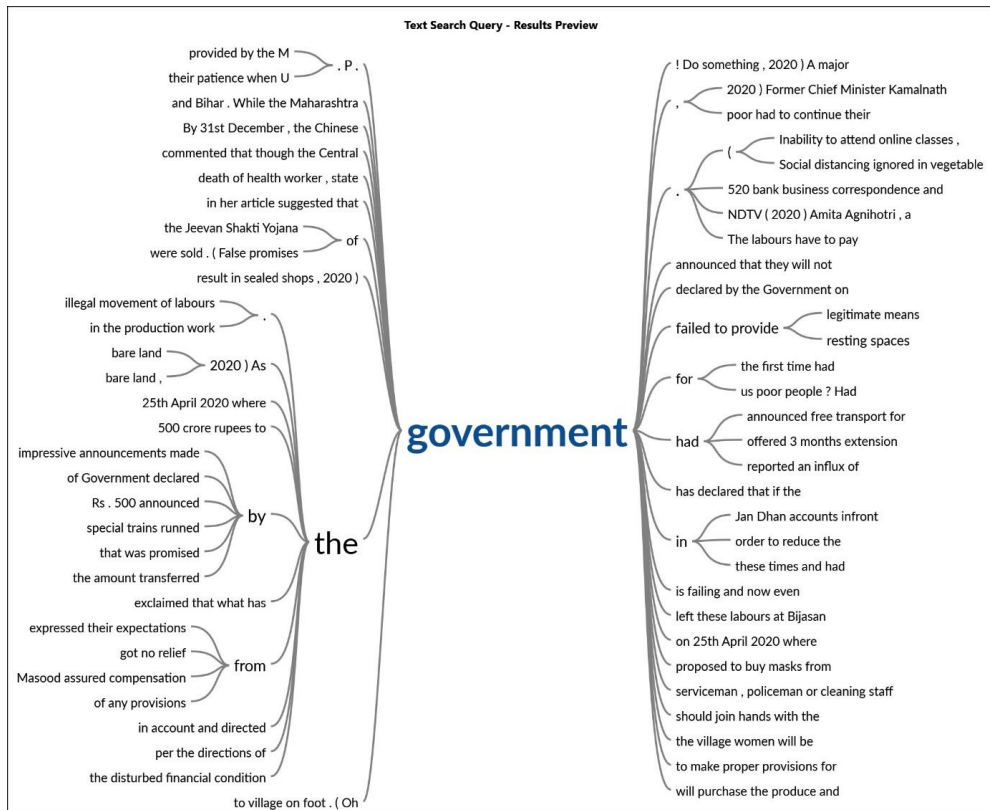 Text Search Query - Results Preview
provided by the M
their patience when U
. P .
and Bihar . While the Maharashtra
By 31st December , the Chinese
commented that though the Central
death of health worker , state
in her article suggested that
the Jeevan Shakti Yojana
were sold . ( False promises
of
result in sealed shops , 2020 )
illegal movement of labours
in the production work
.
bare land
bare land ,
2020 ) As
25th April 2020 where
500 crore rupees to
impressive announcements made
of Government declared
Rs . 500 announced
special trains runned
that was promised
the amount transferred
by
the
exclaimed that what has
expressed their expectations
got no relief
Masood assured compensation
of any provisions
from
in account and directed
per the directions of
the disturbed financial condition
to village on foot . ( Oh
government
! Do something , 2020 ) A major
,
2020 ) Former Chief Minister Kamalnath
poor had to continue their
.
(
Inability to attend online classes ,
Social distancing ignored in vegetable
520 bank business correspondence and
NDTV ( 2020 ) Amita Agnihotri , a
The labours have to pay
announced that they will not
declared by the Government on
failed to provide
legitimate means
resting spaces
for
the first time had
us poor people ? Had
had
announced free transport for
offered 3 months extension
reported an influx of
has declared that if the
in
Jan Dhan accounts infront
order to reduce the
these times and had
is failing and now even
left these labours at Bijasan
on 25th April 2020 where
proposed to buy masks from
serviceman , policeman or cleaning staff
should join hands with the
the village women will be
to make proper provisions for
will purchase the produce and